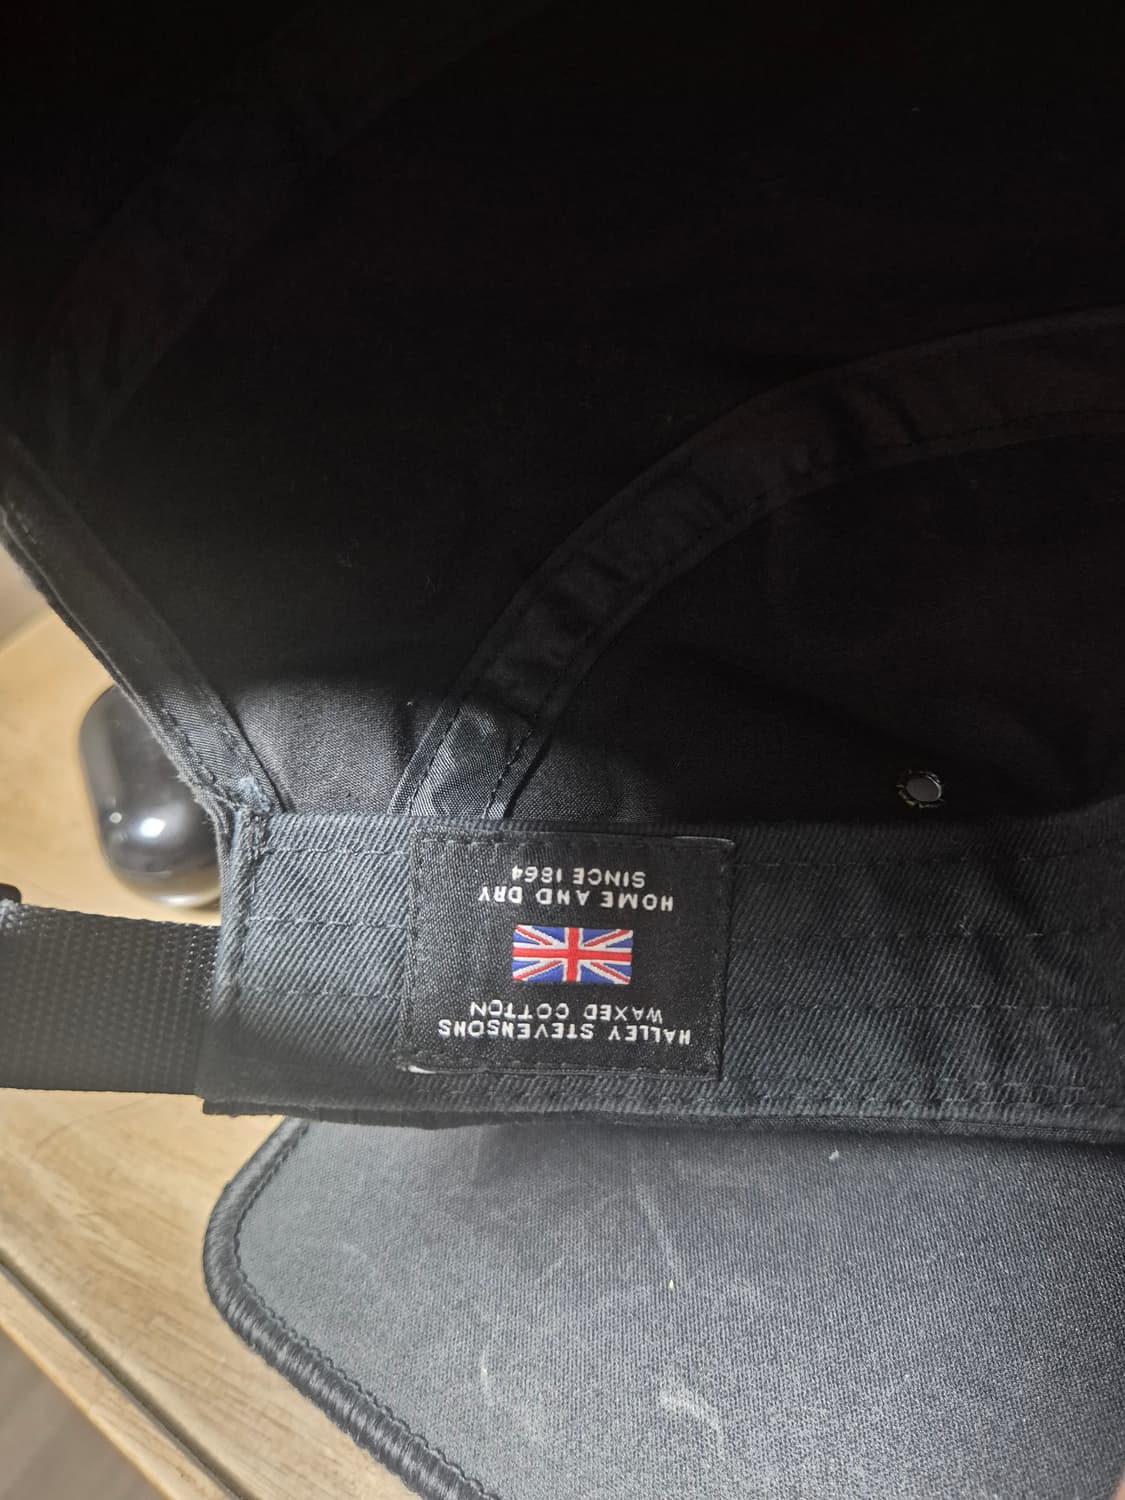 HALLEY STEVENSONS
WAXED COTTON
HOME AND DRY
SINCE 1864